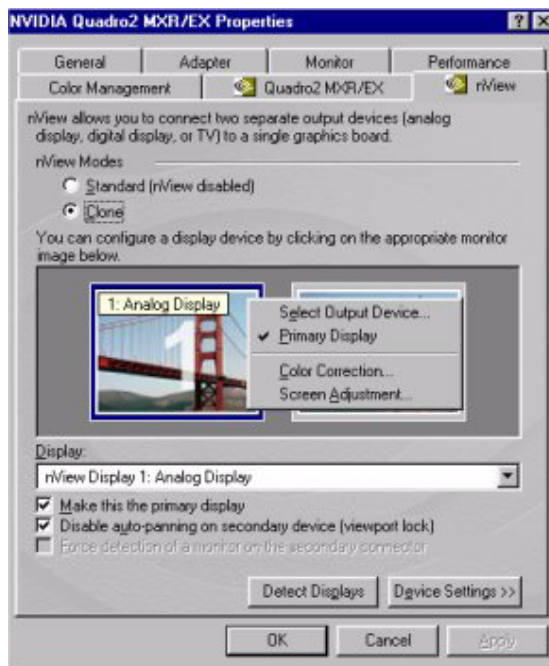 NVIDIA Quadro2 MXR/EX Properties
General Adapter Monitor Performance
Color Management Quadro2 MXR/EX nView
nView allows you to connect two separate output devices (analog
display, digital display, or TV) to a single graphics board.
nView Modes
Standard (nView disabled)
Clone
You can configure a display device by clicking on the appropriate monitor
image below.
1: Analog Display
1
Select Output Device...
Primary Display
Color Correction...
Screen Adjustment...
Display:
nView Display 1: Analog Display
Make this the primary display
Disable auto-panning on secondary device (viewport lock)
Force detection of a monitor on the secondary connector
Detect Displays Device Settings >>
OK Cancel Apply